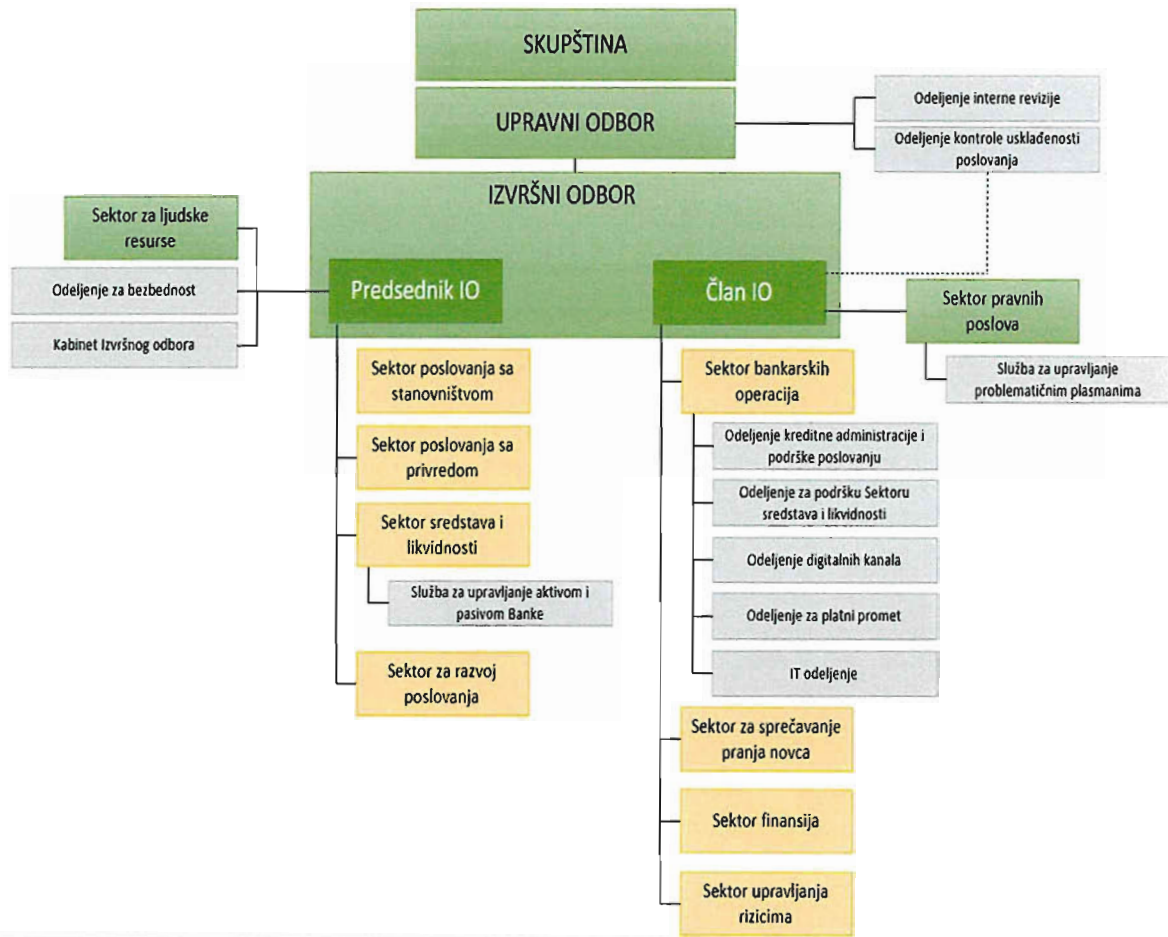 SKUPŠTINA
UPRAVNI ODBOR
Odeljenje interne revizije
Odeljenje kontrole usklađenosti
poslovanja
IZVRŠNI ODBOR
Sektor za ljudske
resurse
Odeljenje za bezbednost
Kabinet Izvršnog odbora
Predsednik IO
Član IO
Sektor pravnih
poslova
Služba za upravljanje
problematičnim plasmanima
Sektor poslovanja sa
stanovništvom
Sektor poslovanja sa
privredom
Sektor sredstava i
likvidnosti
Služba za upravljanje aktivom i
pasivom Banke
Sektor za razvoj
poslovanja
Sektor bankarskih
operacija
Odeljenje kreditne administracije i
podrške poslovanju
Odeljenje za podršku Sektoru
sredstava i likvidnosti
Odeljenje digitalnih kanala
Odeljenje za platni promet
IT odeljenje
Sektor za sprečavanje
pranja novca
Sektor finansija
Sektor upravljanja
rizicima